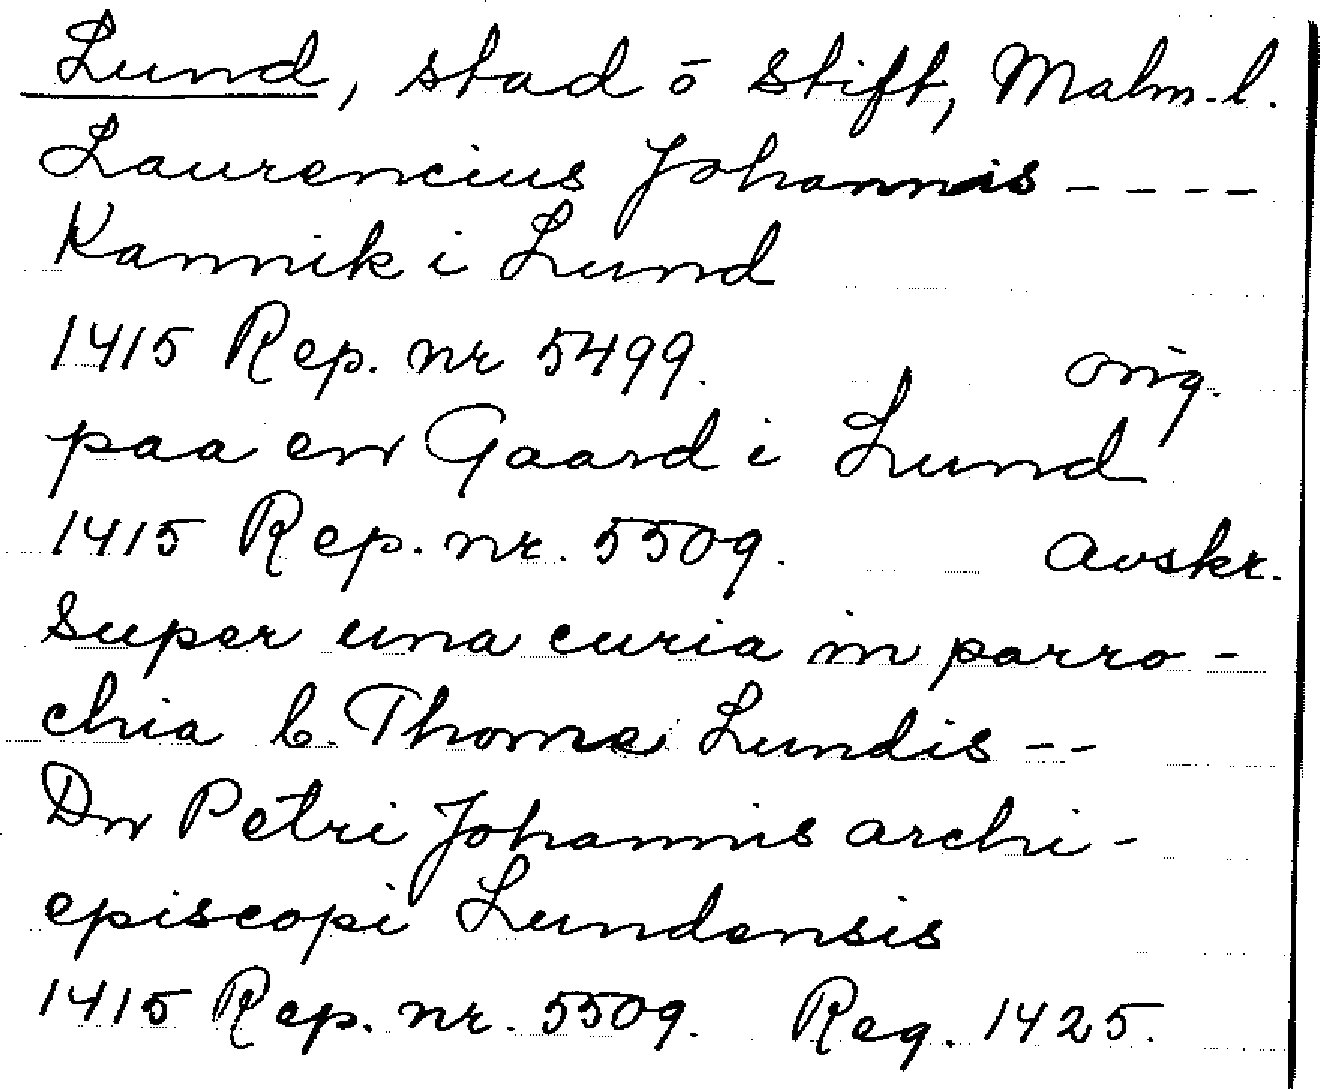 Lund, stad ō stift, Malm.l.
Laurencius Johannis ----
Kannik i Lund
1415 Rep. nr 5499. orig.
paa en Gaard i Lund
1415 Rep. nr. 5509. Avskr.
Super una curia in parro-
chia b. Thome Lundis --
Dn Petri Johannis archi-
episcopi Lundensis
1415 Rep. nr. 5509. Reg. 1425.